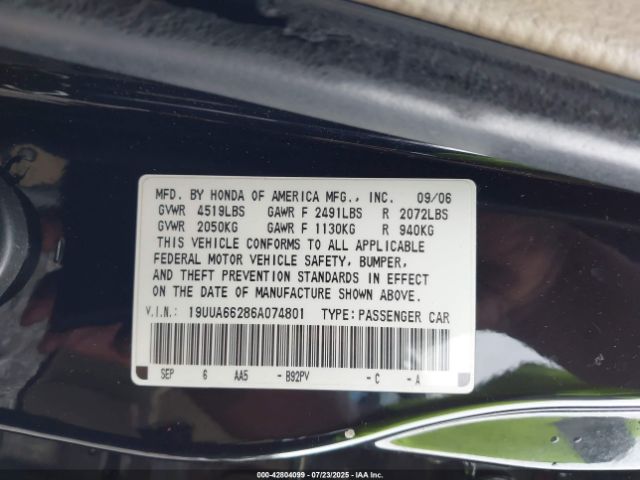 MFD. BY HONDA OF AMERICA MFG., INC. 09/06
GVWR 4519LBS GAWR F 2491LBS R 2072LBS
GVWR 2050KG GAWR F 1130KG R 940KG
THIS VEHICLE CONFORMS TO ALL APPLICABLE
FEDERAL MOTOR VEHICLE SAFETY, BUMPER,
AND THEFT PREVENTION STANDARDS IN EFFECT
ON THE DATE OF MANUFACTURE SHOWN ABOVE.
V.I.N.: 19UUA66286A074801 TYPE: PASSENGER CAR
SEP 6 AA5 - B92PV - C - A
000-42804099 | 07/23/2025 | IAA Inc.